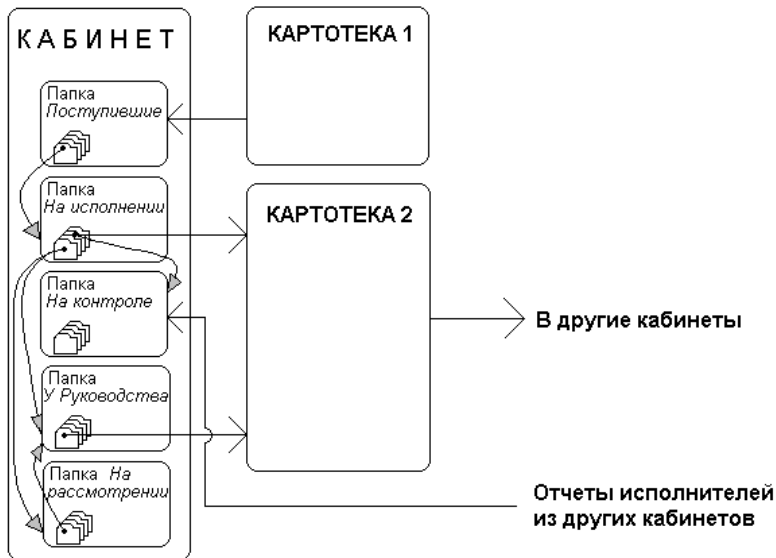 КАБИНЕТ
Папка
Поступившие
Папка
На исполнении
Папка
На контроле
Папка
У Руководства
Папка На
рассмотрении
КАРТОТЕКА 1
КАРТОТЕКА 2
В другие кабинеты
Отчеты исполнителей
из других кабинетов